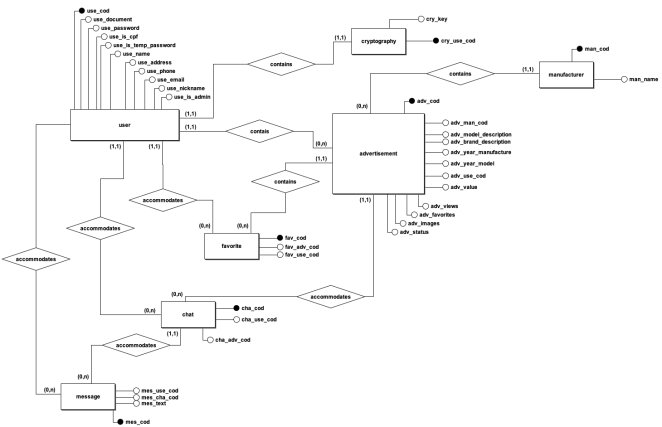 use_cod
use_document
use_password
use_is_cpf
use_is_temp_password
use_name
use_address
use_phone
use_email
use_nickname
use_is_admin
user
(1,1)
contains
(1,1)
cry_key
cryptography
cry_use_cod
man_cod
manufacturer
man_name
(1,1)
contains
(0,n)
(1,1)
contais
(0,n)
adv_cod
advertisement
adv_man_cod
adv_model_description
adv_brand_description
adv_year_manufacture
adv_year_model
adv_use_cod
adv_value
adv_views
adv_favorites
adv_images
adv_status
(1,1)
(1,1)
(1,1)
contains
(1,1)
accommodates
(0,n)
(0,n)
favorite
fav_cod
fav_adv_cod
fav_use_cod
accommodates
accommodates
accommodates
(0,n)
(0,n)
chat
cha_cod
cha_use_cod
cha_adv_cod
(1,1)
accommodates
(0,n)
(0,n)
message
mes_use_cod
mes_cha_cod
mes_text
mes_cod